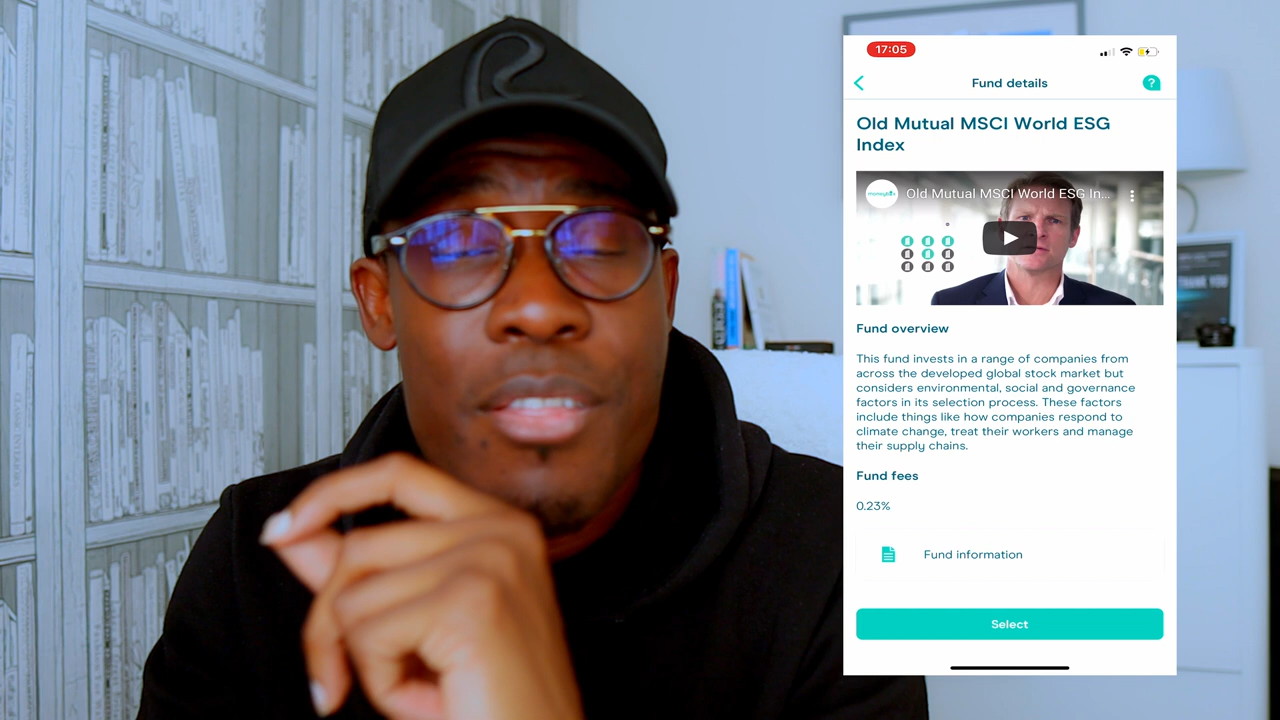 17:05
Fund details
?
Old Mutual MSCI World ESG
Index
moneybox
Old Mutual MSCI World ESG In...
Fund overview
This fund invests in a range of companies from
across the developed global stock market but
considers environmental, social and governance
factors in its selection process. These factors
include things like how companies respond to
climate change, treat their workers and manage
their supply chains.
Fund fees
0.23%
Fund information
Select